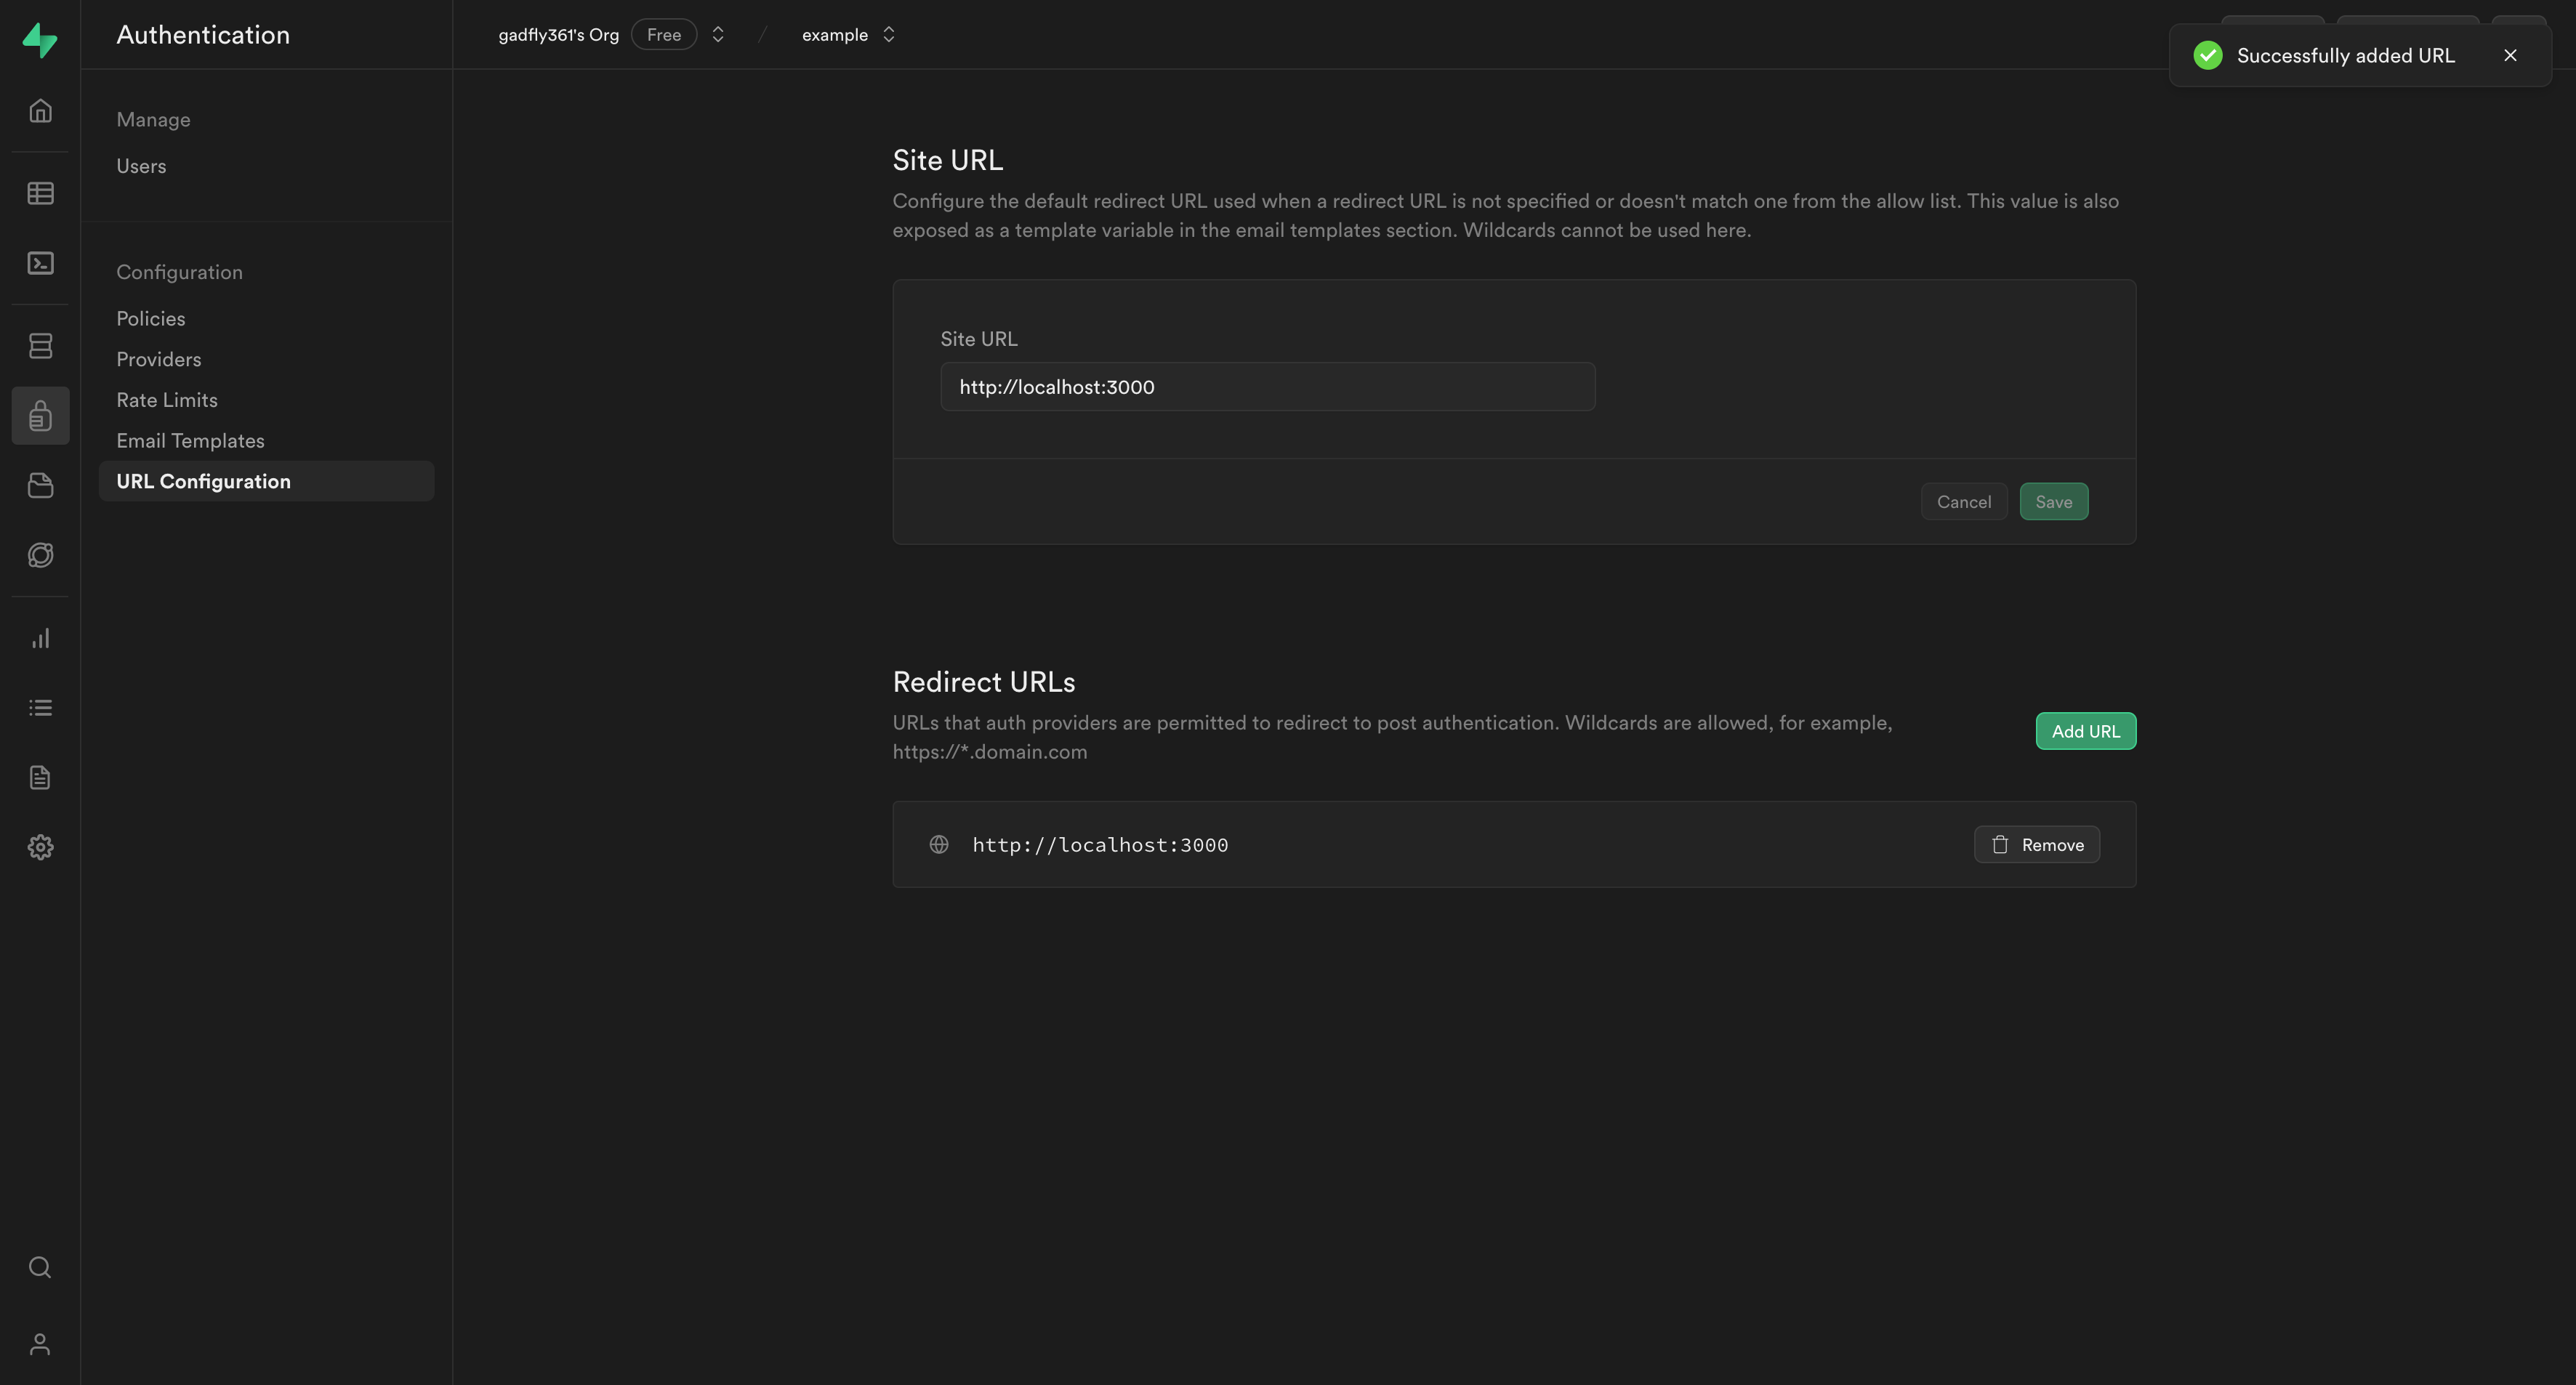 Authentication
gadfly361's Org Free / example
Successfully added URL
Manage
Users
Configuration
Policies
Providers
Rate Limits
Email Templates
URL Configuration
Site URL
Configure the default redirect URL used when a redirect URL is not specified or doesn't match one from the allow list. This value is also
exposed as a template variable in the email templates section. Wildcards cannot be used here.
Site URL
http://localhost:3000
Cancel Save
Redirect URLs
URLs that auth providers are permitted to redirect to post authentication. Wildcards are allowed, for example,
https://*.domain.com
Add URL
http://localhost:3000
Remove